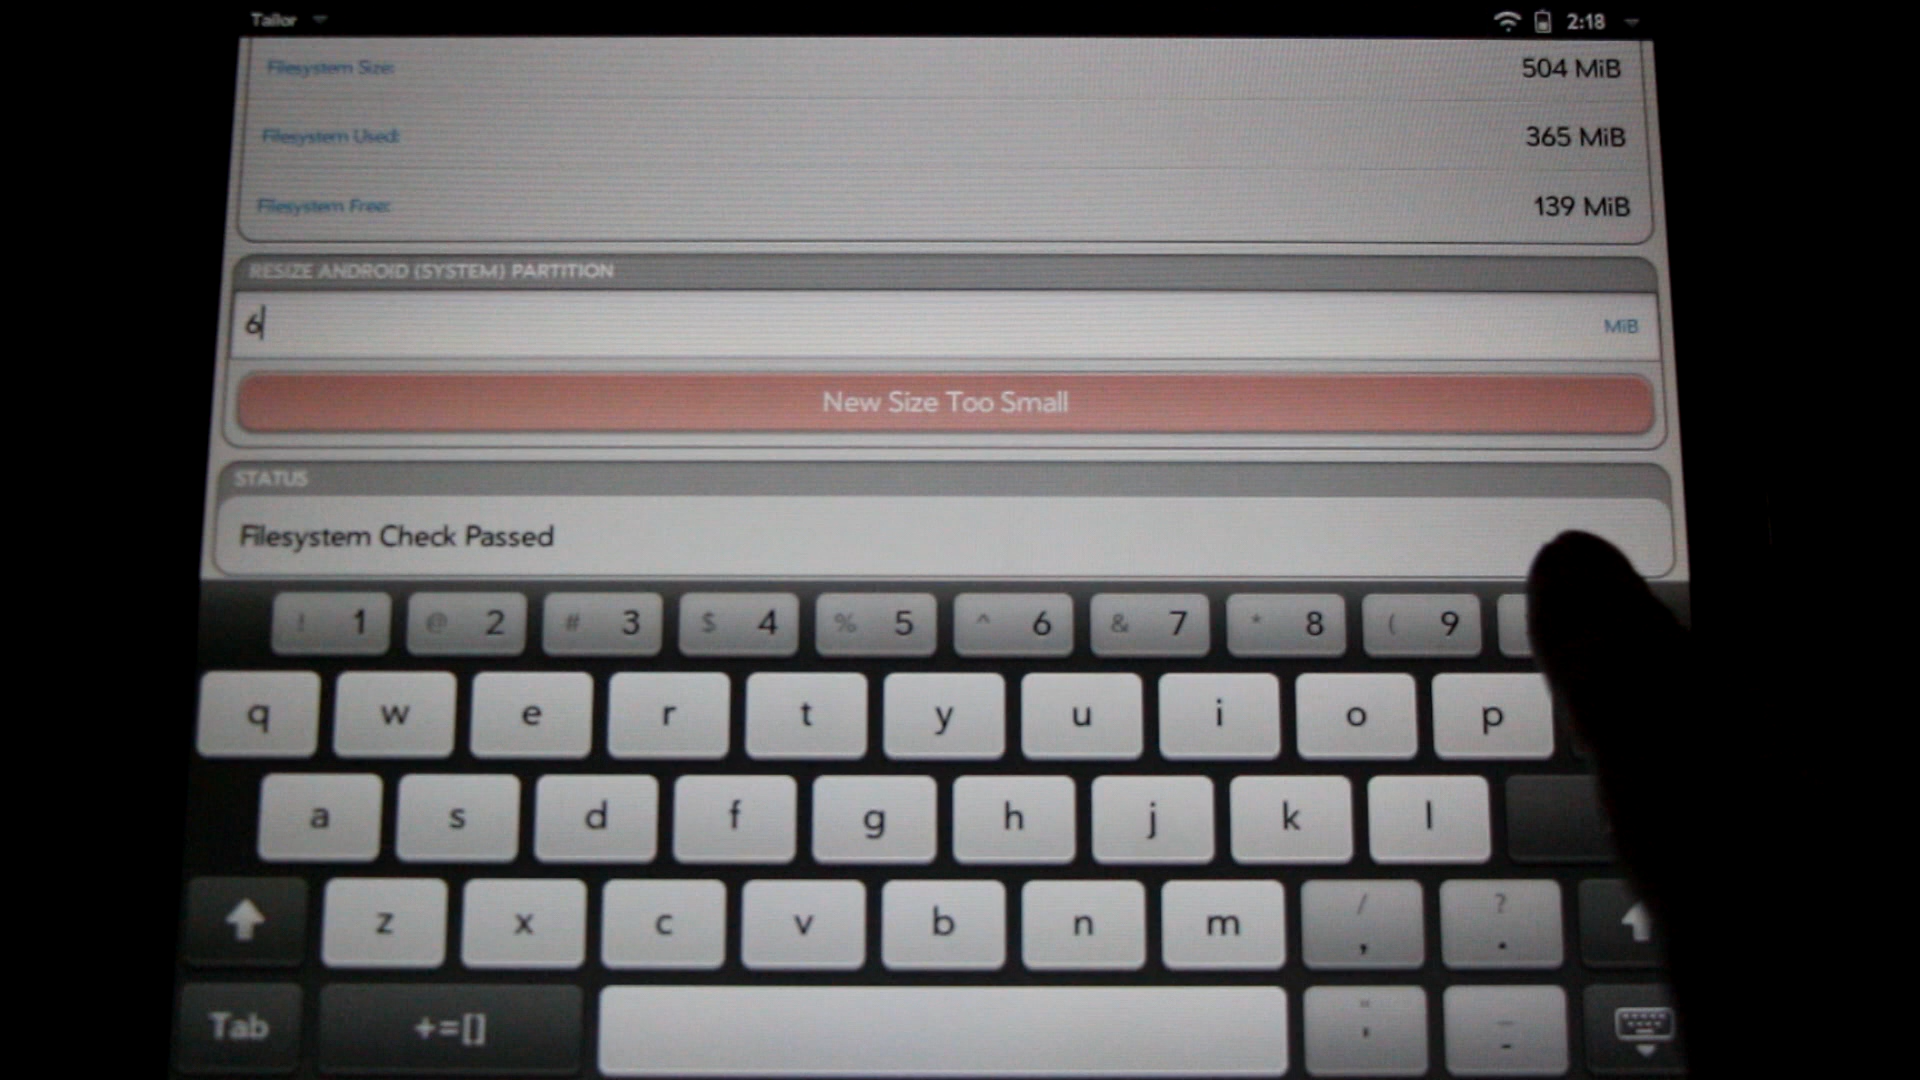 Tailor
2:18
Filesystem Size: 504 MiB
Filesystem Used: 365 MiB
Filesystem Free: 139 MiB
RESIZE ANDROID (SYSTEM) PARTITION
6 MiB
New Size Too Small
STATUS
Filesystem Check Passed
! 1 @ 2 # 3 $ 4 % 5 ^ 6 & 7 * 8 ( 9
q w e r t y u i o p
a s d f g h j k l
z x c v b n m / , ? .
Tab +=[] " ' _ -